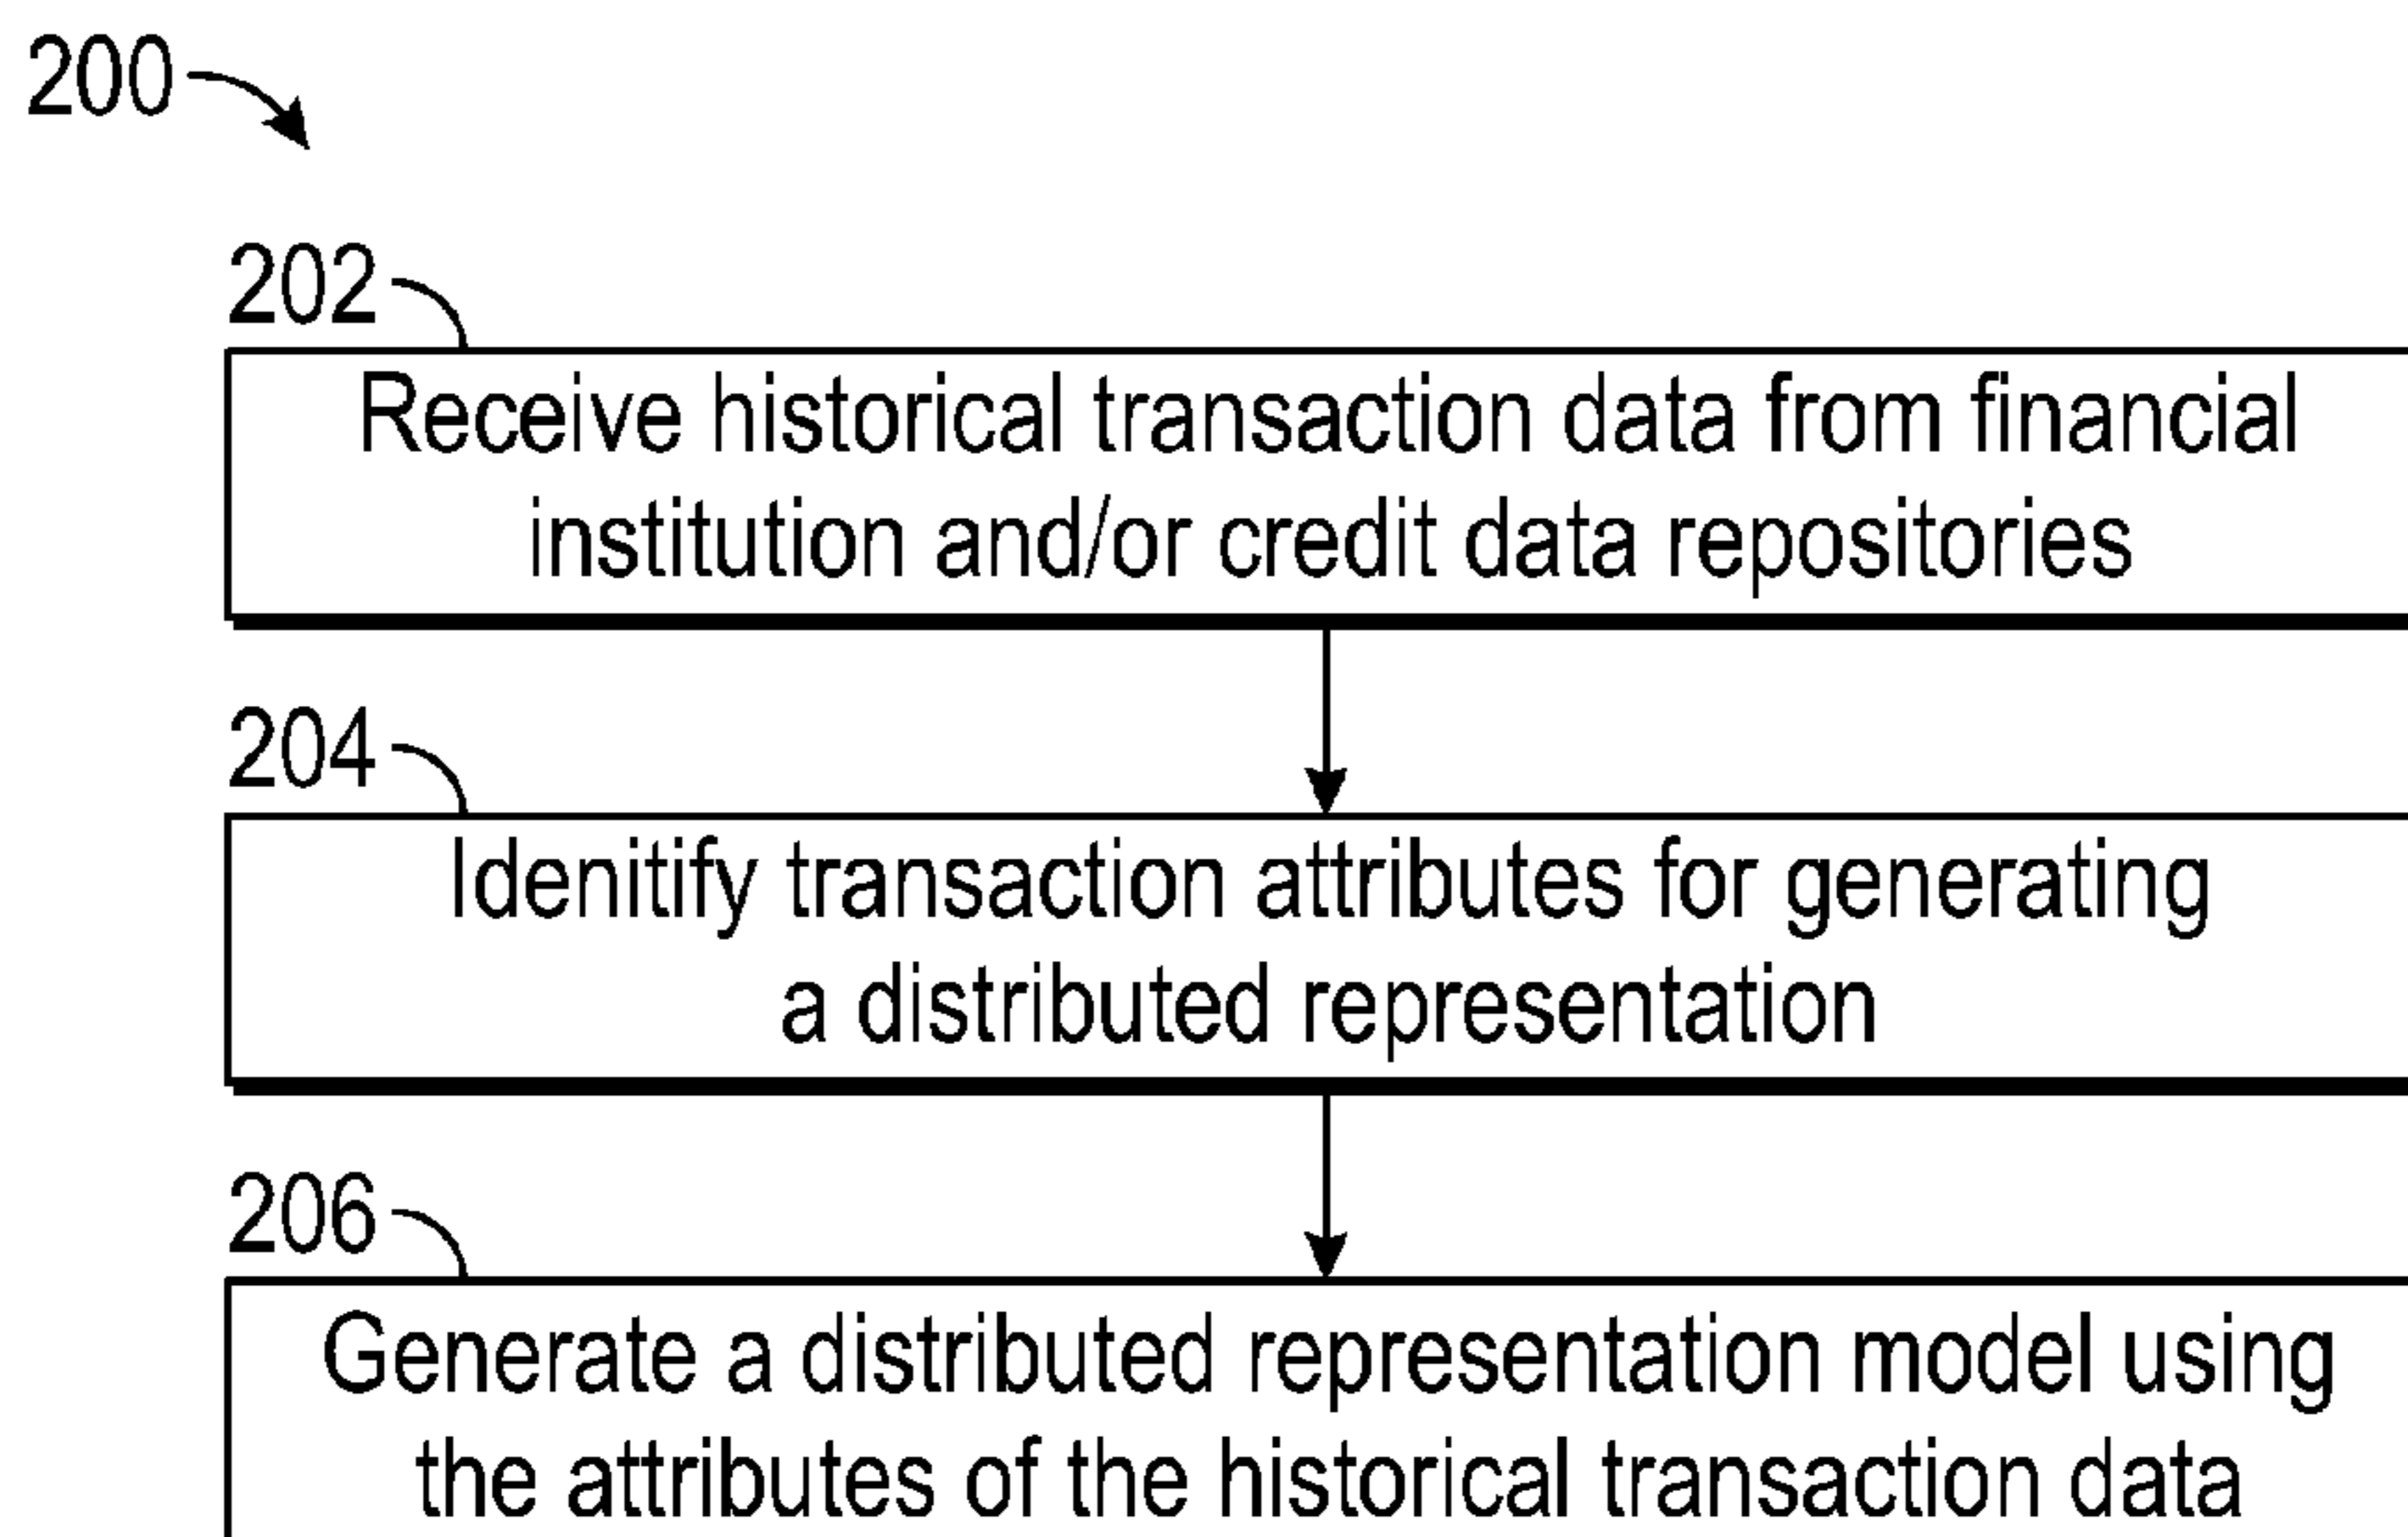 200
202
Receive historical transaction data from financial
institution and/or credit data repositories
204
Idenitify transaction attributes for generating
a distributed representation
206
Generate a distributed representation model using
the attributes of the historical transaction data